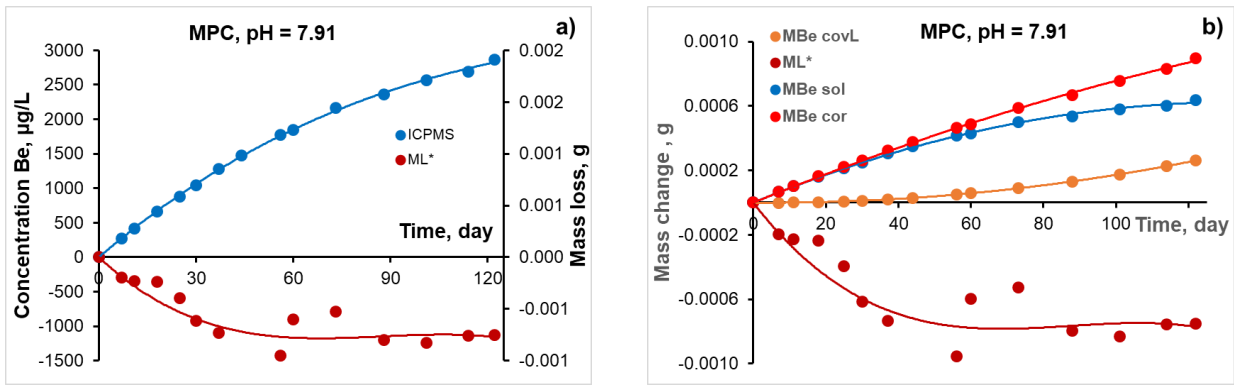 a)
MPC, pH = 7.91
Concentration Be, µg/L
3000
2500
2000
1500
1000
500
0
-500
-1000
-1500
0.002
0.002
0.001
0.001
0.000
-0.001
-0.001
Mass loss, g
ICPMS
ML*
Time, day
0
30
60
90
120
b)
MPC, pH = 7.91
Mass change , g
0.0010
0.0006
0.0002
-0.0002
-0.0006
-0.0010
MBe covL
ML*
MBe sol
MBe cor
0
20
40
60
80
100
Time, day